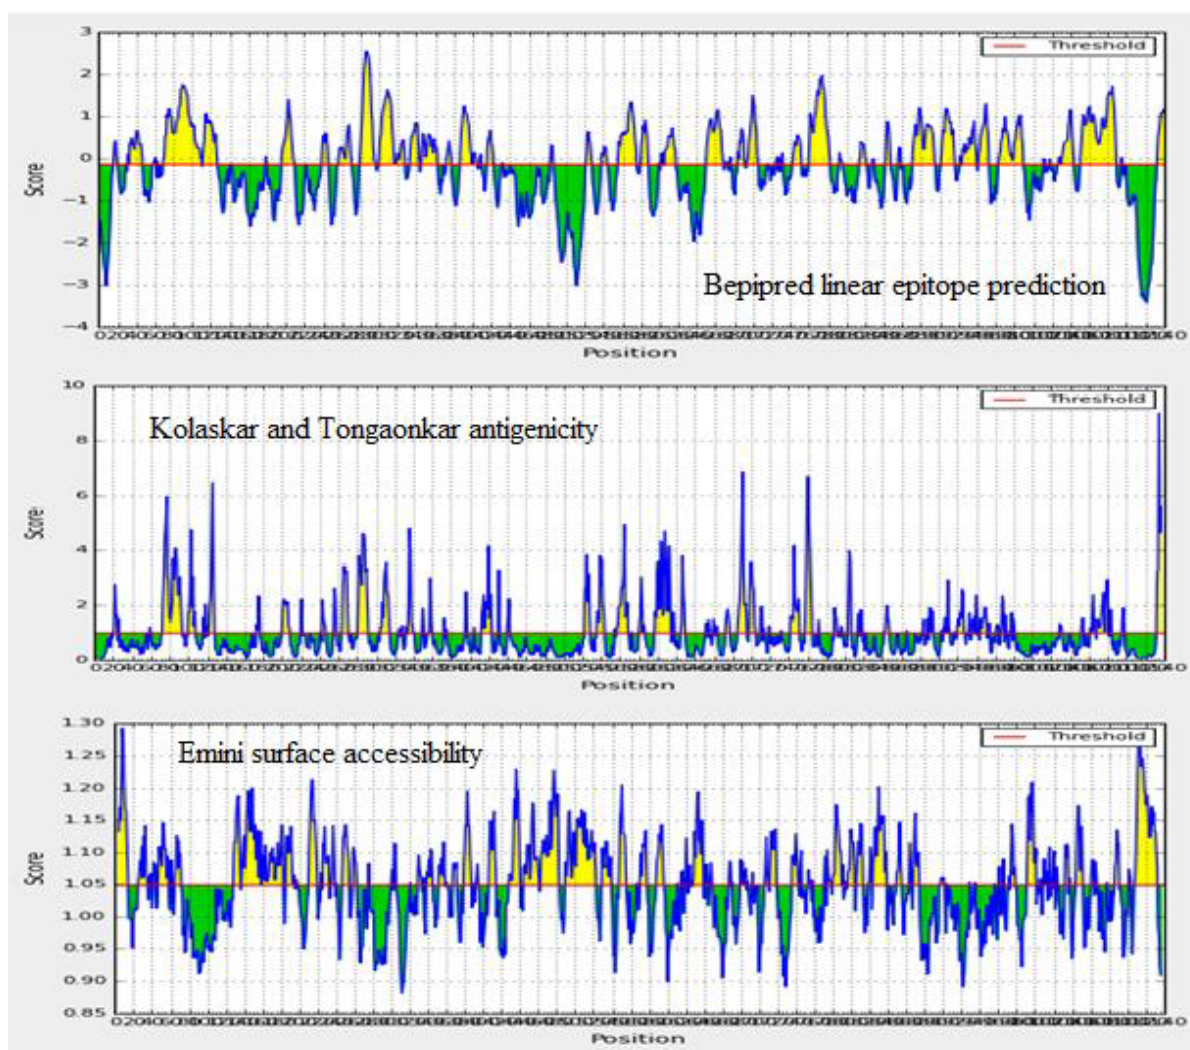 3
Threshold
2
1
0
Score
−1
−2
−3
Bepipred linear epitope prediction
−4
Position
10
Threshold
Kolaskar and Tongaonkar antigenicity
8
6
Score
4
2
0
Position
1.30
Threshold
Emini surface accessibility
1.25
1.20
1.15
1.10
Score
1.05
1.00
0.95
0.90
0.85
Position